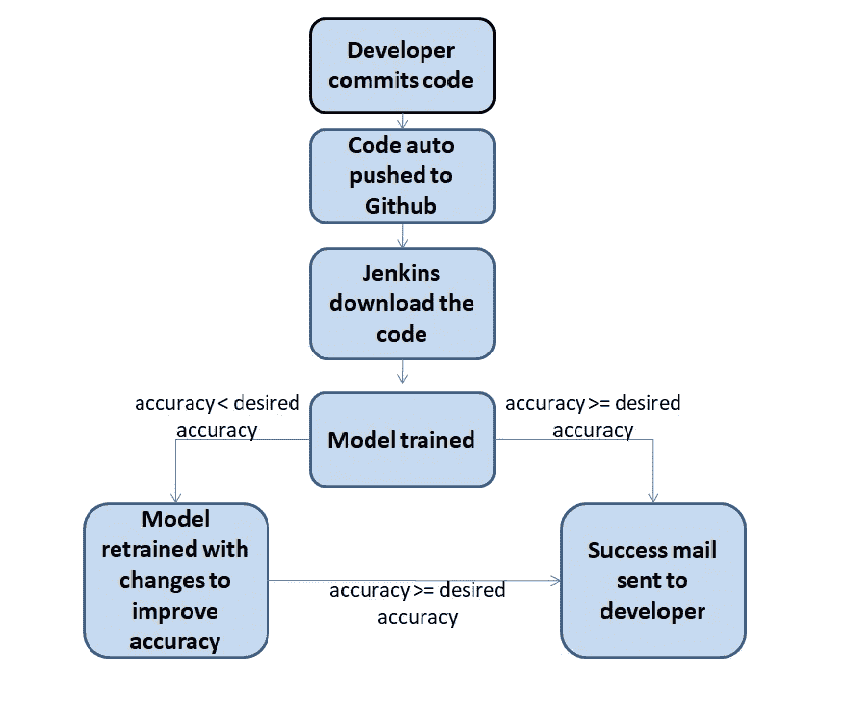 Developer
commits code
Code auto
pushed to
Github
Jenkins
download the
code
accuracy< desired
accuracy
Model trained
accuracy>= desired
accuracy
Model
retrained with
changes to
improve
accuracy
accuracy>= desired
accuracy
Success mail
sent to
developer